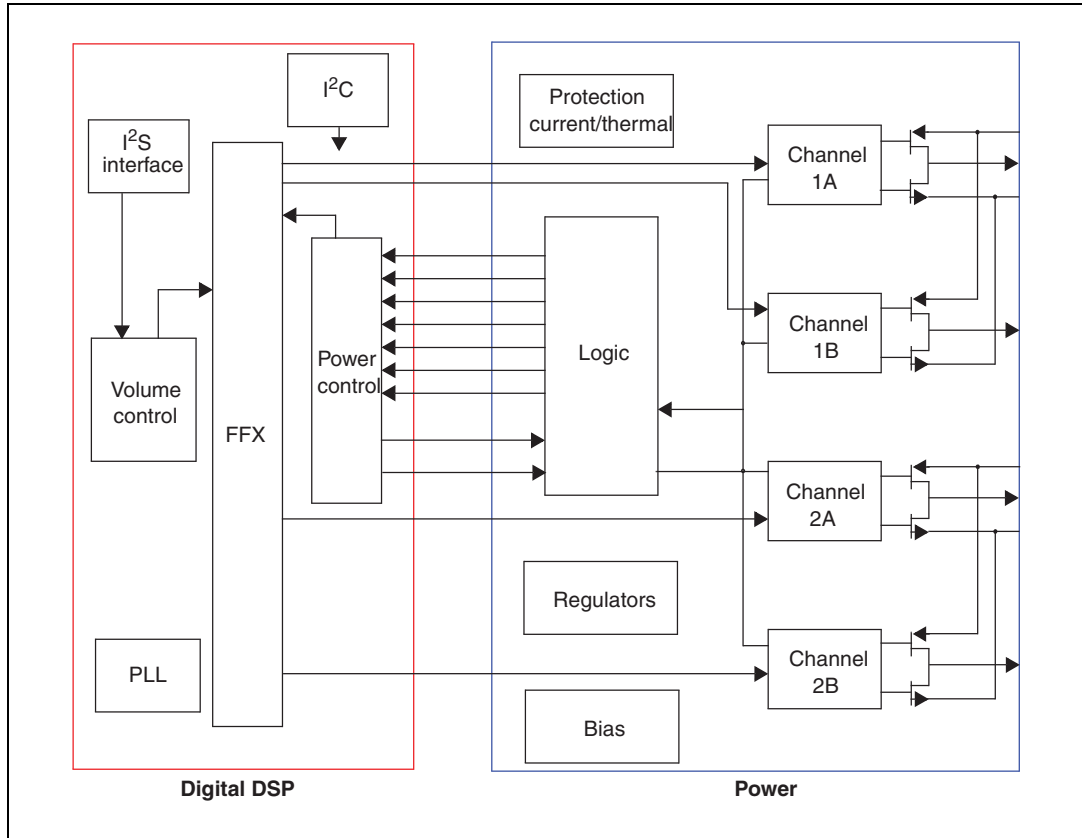 I²C
I²S
interface
Volume
control
FFX
Power
control
PLL
Digital DSP
Protection
current/thermal
Logic
Regulators
Bias
Channel
1A
Channel
1B
Channel
2A
Channel
2B
Power